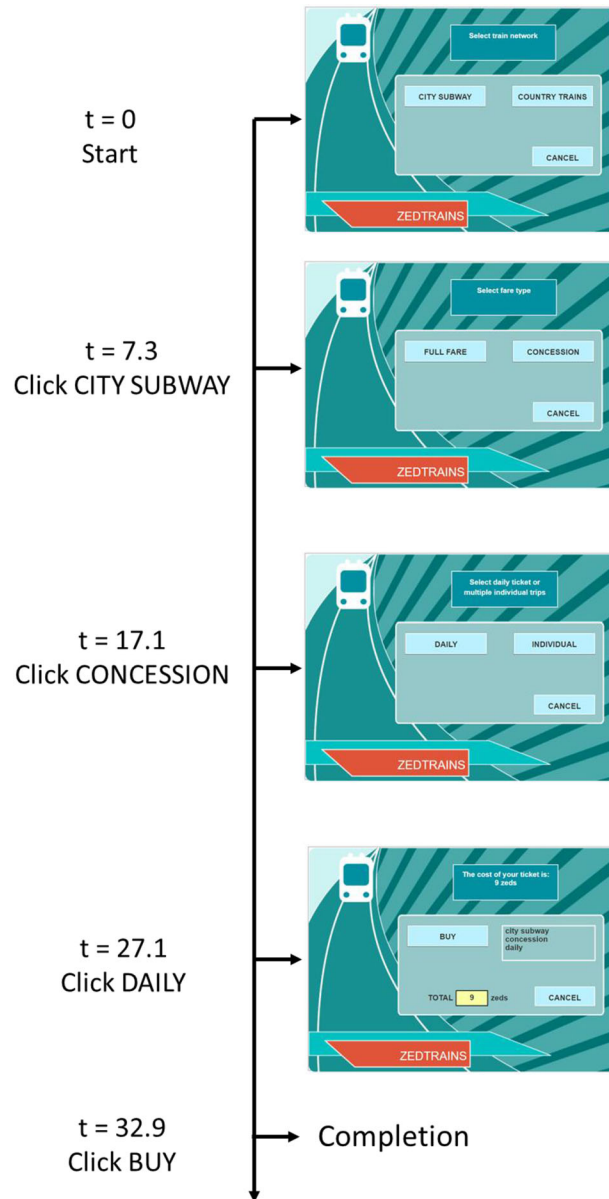 t = 0
Start
Select train network
CITY SUBWAY
COUNTRY TRAINS
CANCEL
ZEDTRAINS
t = 7.3
Click CITY SUBWAY
Select fare type
FULL FARE
CONCESSION
CANCEL
ZEDTRAINS
t = 17.1
Click CONCESSION
Select daily ticket or
multiple individual trips
DAILY
INDIVIDUAL
CANCEL
ZEDTRAINS
t = 27.1
Click DAILY
The cost of your ticket is:
9 zeds
BUY
city subway
concession
daily
TOTAL 9 zeds
CANCEL
ZEDTRAINS
t = 32.9
Click BUY
Completion